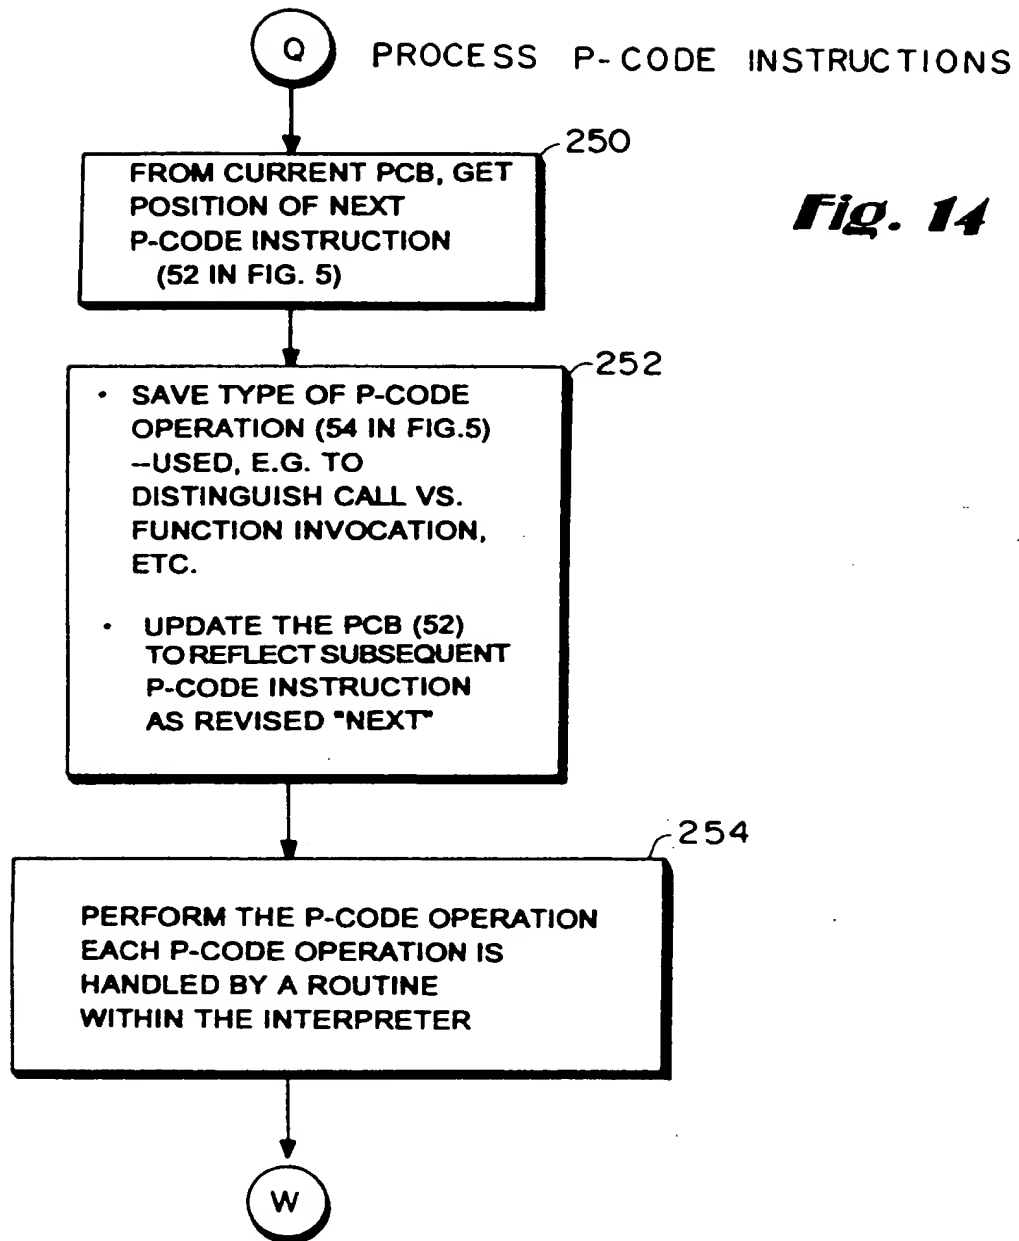 Q PROCESS P-CODE INSTRUCTIONS
250
FROM CURRENT PCB, GET
POSITION OF NEXT
P-CODE INSTRUCTION
(52 IN FIG. 5)
Fig. 14
252
• SAVE TYPE OF P-CODE
OPERATION (54 IN FIG.5)
--USED, E.G. TO
DISTINGUISH CALL VS.
FUNCTION INVOCATION,
ETC.
• UPDATE THE PCB (52)
TO REFLECT SUBSEQUENT
P-CODE INSTRUCTION
AS REVISED "NEXT"
254
PERFORM THE P-CODE OPERATION
EACH P-CODE OPERATION IS
HANDLED BY A ROUTINE
WITHIN THE INTERPRETER
W